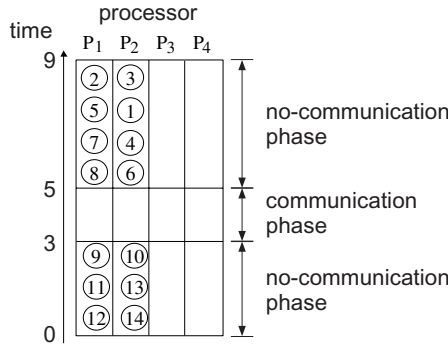 processor
time P1 P2 P3 P4
9
2 3
5 1 no-communication
7 4 phase
8 6
5
communication
phase
3
9 10
11 13 no-communication
12 14 phase
0